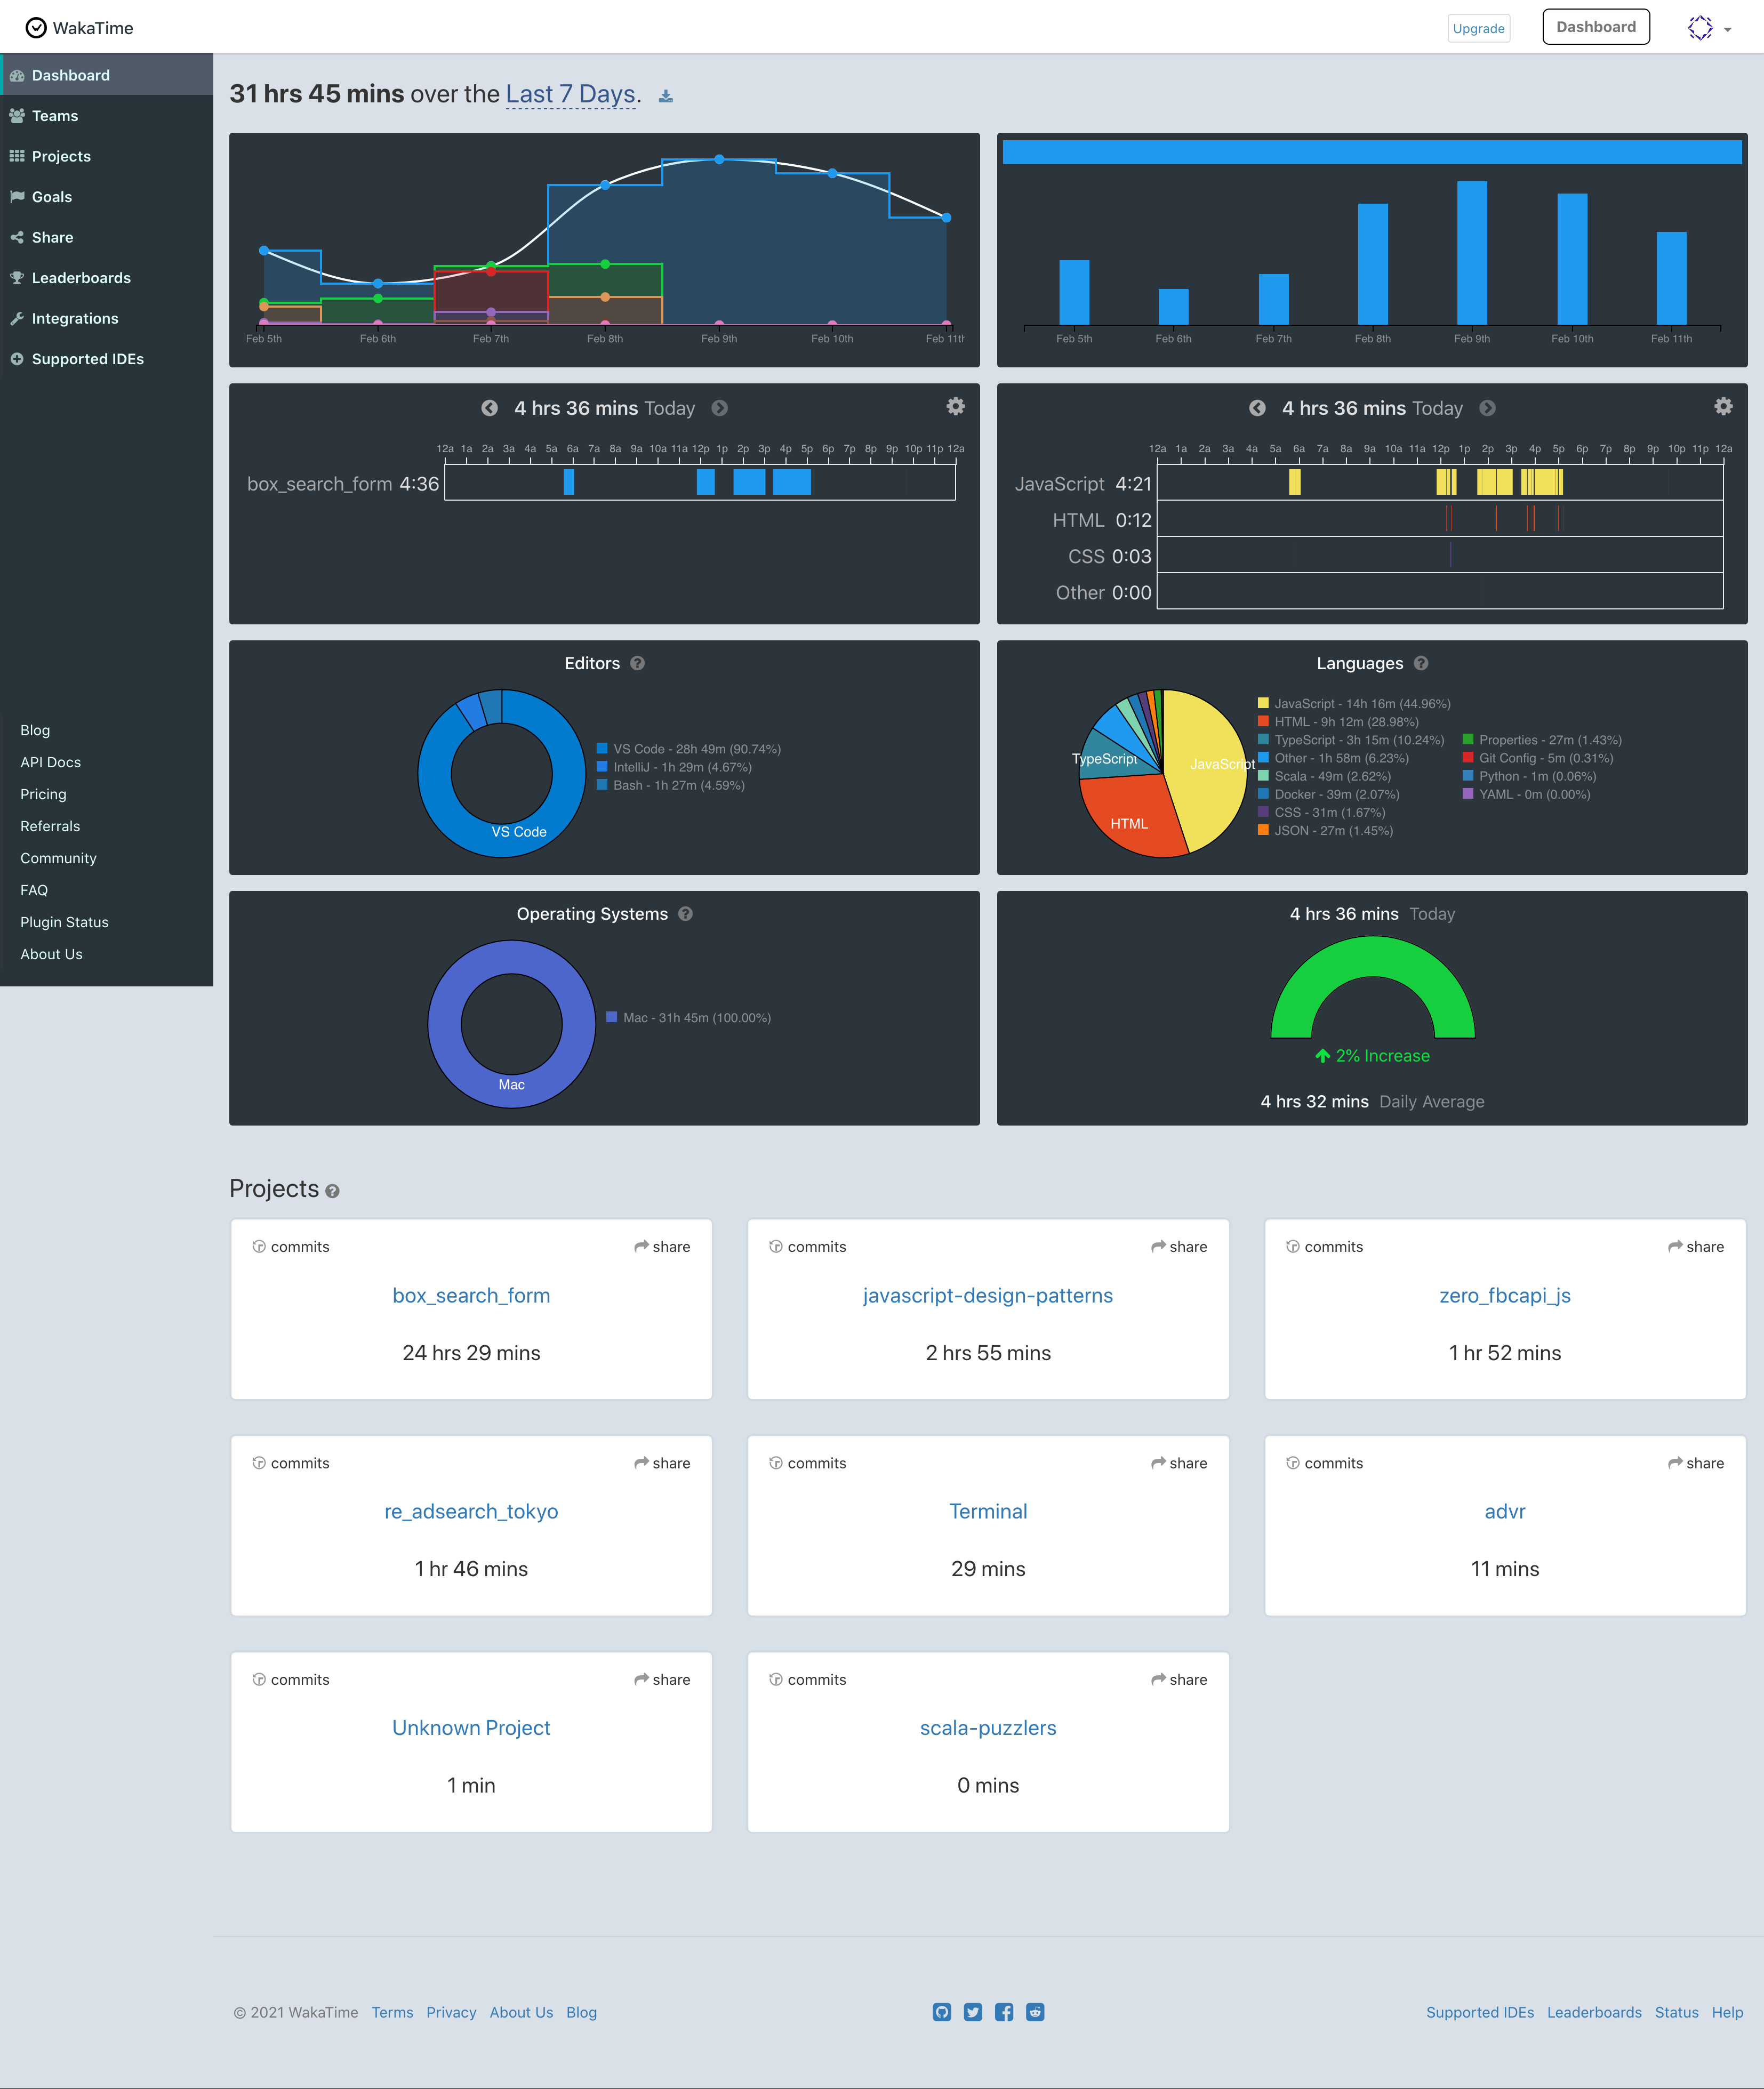 WakaTime
Upgrade
Dashboard
Dashboard
Teams
Projects
Goals
Share
Leaderboards
Integrations
Supported IDEs
Blog
API Docs
Pricing
Referrals
Community
FAQ
Plugin Status
About Us
31 hrs 45 mins over the Last 7 Days.
Feb 5th Feb 6th Feb 7th Feb 8th Feb 9th Feb 10th Feb 11th
Feb 5th Feb 6th Feb 7th Feb 8th Feb 9th Feb 10th Feb 11th
4 hrs 36 mins Today
12a 1a 2a 3a 4a 5a 6a 7a 8a 9a 10a 11a 12p 1p 2p 3p 4p 5p 6p 7p 8p 9p 10p 11p 12a
box_search_form 4:36
4 hrs 36 mins Today
12a 1a 2a 3a 4a 5a 6a 7a 8a 9a 10a 11a 12p 1p 2p 3p 4p 5p 6p 7p 8p 9p 10p 11p 12a
JavaScript 4:21
HTML 0:12
CSS 0:03
Other 0:00
Editors
VS Code
VS Code - 28h 49m (90.74%)
IntelliJ - 1h 29m (4.67%)
Bash - 1h 27m (4.59%)
Languages
TypeScript
JavaScript
HTML
JavaScript - 14h 16m (44.96%)
HTML - 9h 12m (28.98%)
TypeScript - 3h 15m (10.24%)
Other - 1h 58m (6.23%)
Scala - 49m (2.62%)
Docker - 39m (2.07%)
CSS - 31m (1.67%)
JSON - 27m (1.45%)
Properties - 27m (1.43%)
Git Config - 5m (0.31%)
Python - 1m (0.06%)
YAML - 0m (0.00%)
Operating Systems
Mac
Mac - 31h 45m (100.00%)
4 hrs 36 mins Today
2% Increase
4 hrs 32 mins Daily Average
Projects
commits share
box_search_form
24 hrs 29 mins
commits share
javascript-design-patterns
2 hrs 55 mins
commits share
zero_fbcapi_js
1 hr 52 mins
commits share
re_adsearch_tokyo
1 hr 46 mins
commits share
Terminal
29 mins
commits share
advr
11 mins
commits share
Unknown Project
1 min
commits share
scala-puzzlers
0 mins
© 2021 WakaTime Terms Privacy About Us Blog
Supported IDEs Leaderboards Status Help